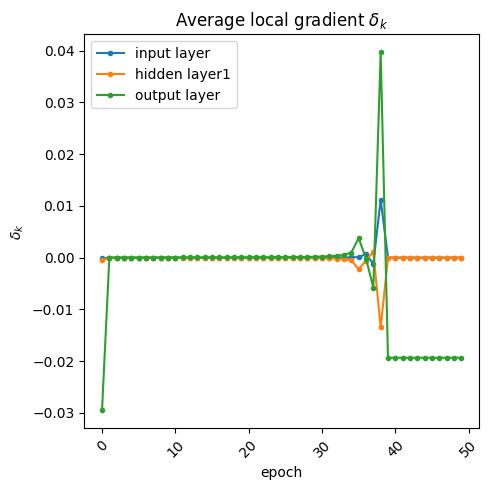 Average local gradient δₖ
input layer
hidden layer1
output layer
0.04
0.03
0.02
0.01
0.00
−0.01
−0.02
−0.03
δₖ
0 10 20 30 40 50
epoch